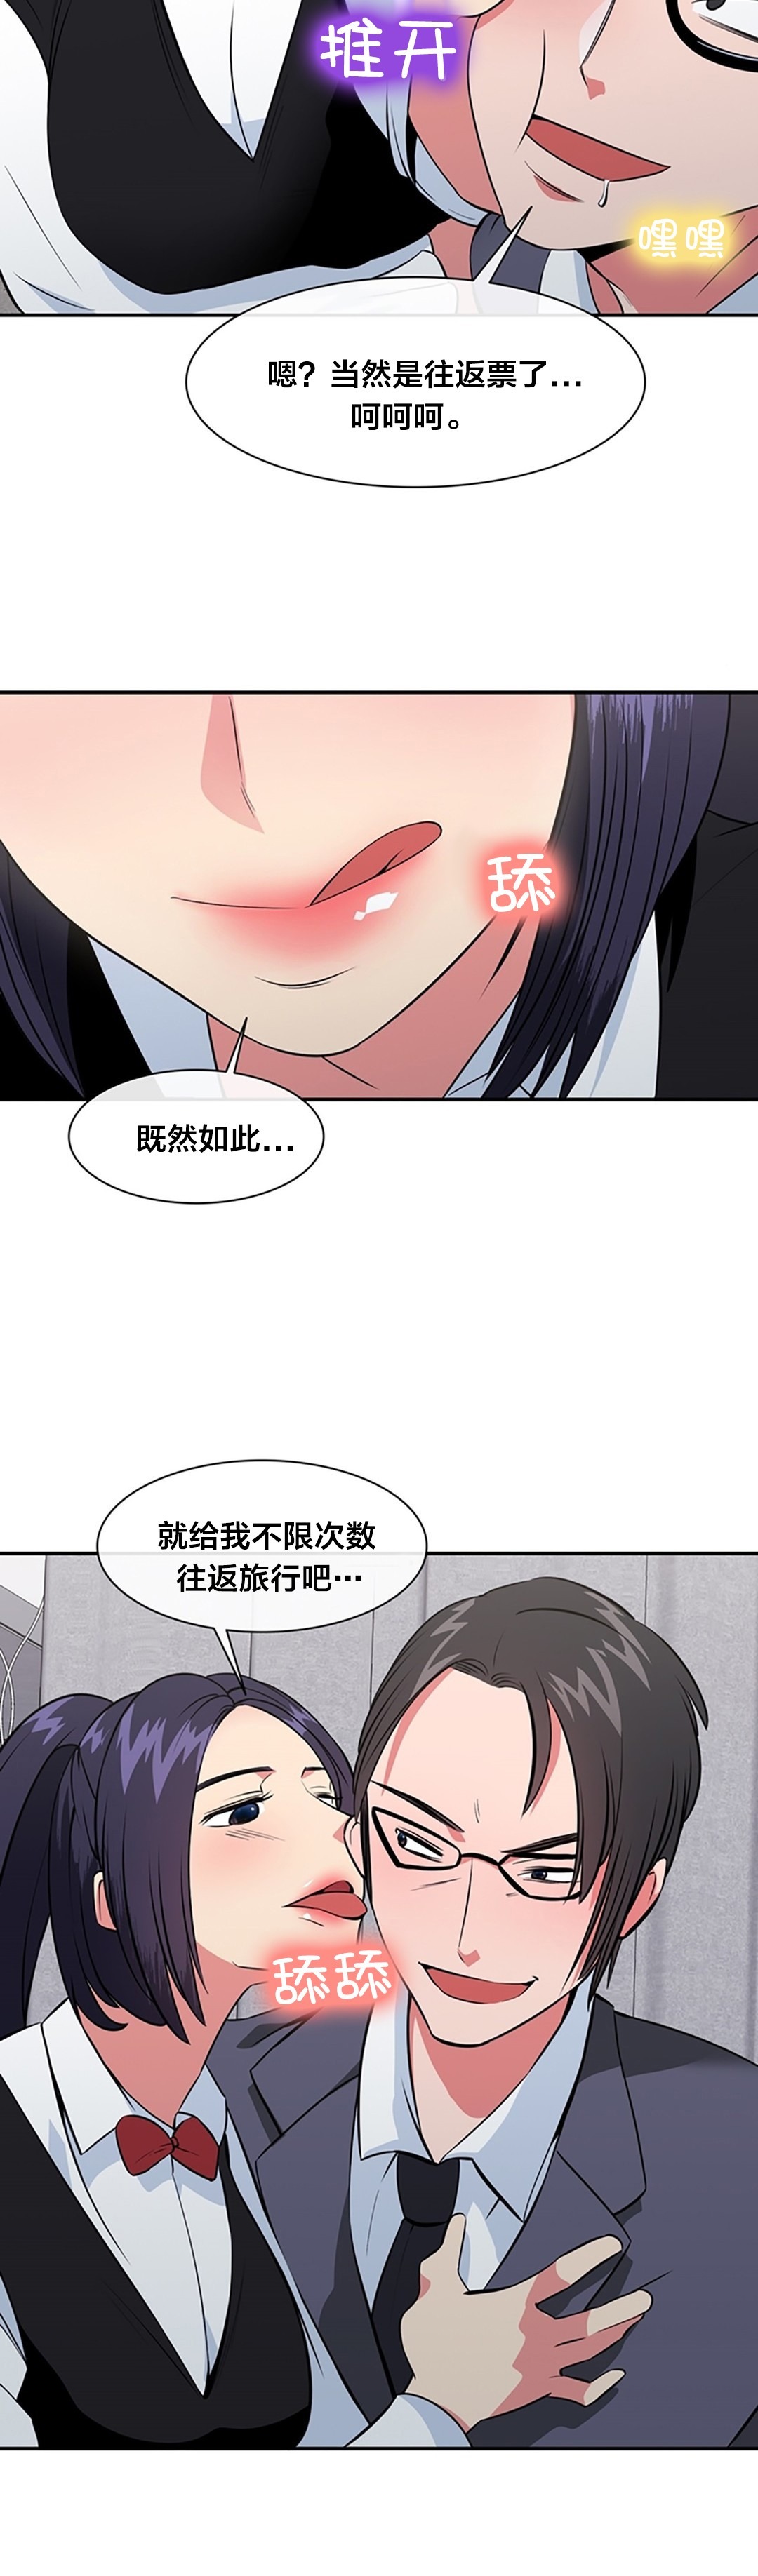 推开
嘿嘿
嗯？当然是往返票了...
呵呵呵。
舔
既然如此...
就给我不限次数
往返旅行吧…
舔舔